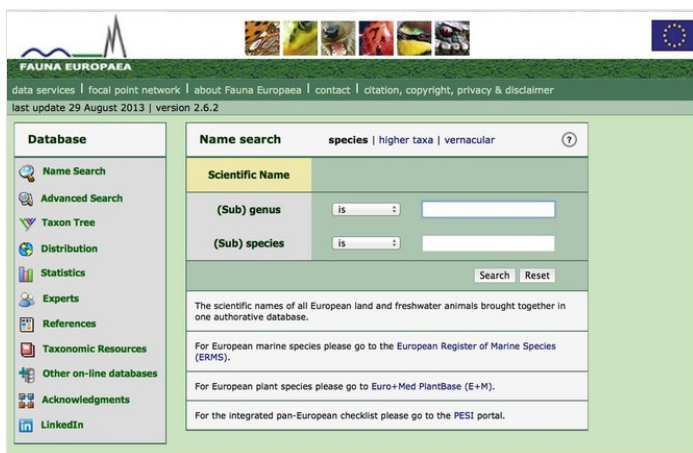 FAUNA EUROPAEA
data services | focal point network | about Fauna Europaea | contact | citation, copyright, privacy & disclaimer
last update 29 August 2013 | version 2.6.2
Database
Name Search
Advanced Search
Taxon Tree
Distribution
Statistics
Experts
References
Taxonomic Resources
Other on-line databases
Acknowledgments
LinkedIn
Name search species | higher taxa | vernacular ?
Scientific Name
(Sub) genus is
(Sub) species is
Search Reset
The scientific names of all European land and freshwater animals brought together in
one authorative database.
For European marine species please go to the European Register of Marine Species
(ERMS).
For European plant species please go to Euro+Med PlantBase (E+M).
For the integrated pan-European checklist please go to the PESI portal.